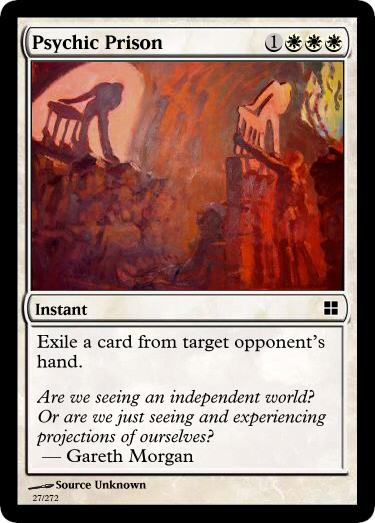 Psychic Prison 1
Instant
Exile a card from target opponent's
hand.
Are we seeing an independent world?
Or are we just seeing and experiencing
projections of ourselves?
— Gareth Morgan
Source Unknown
27/272